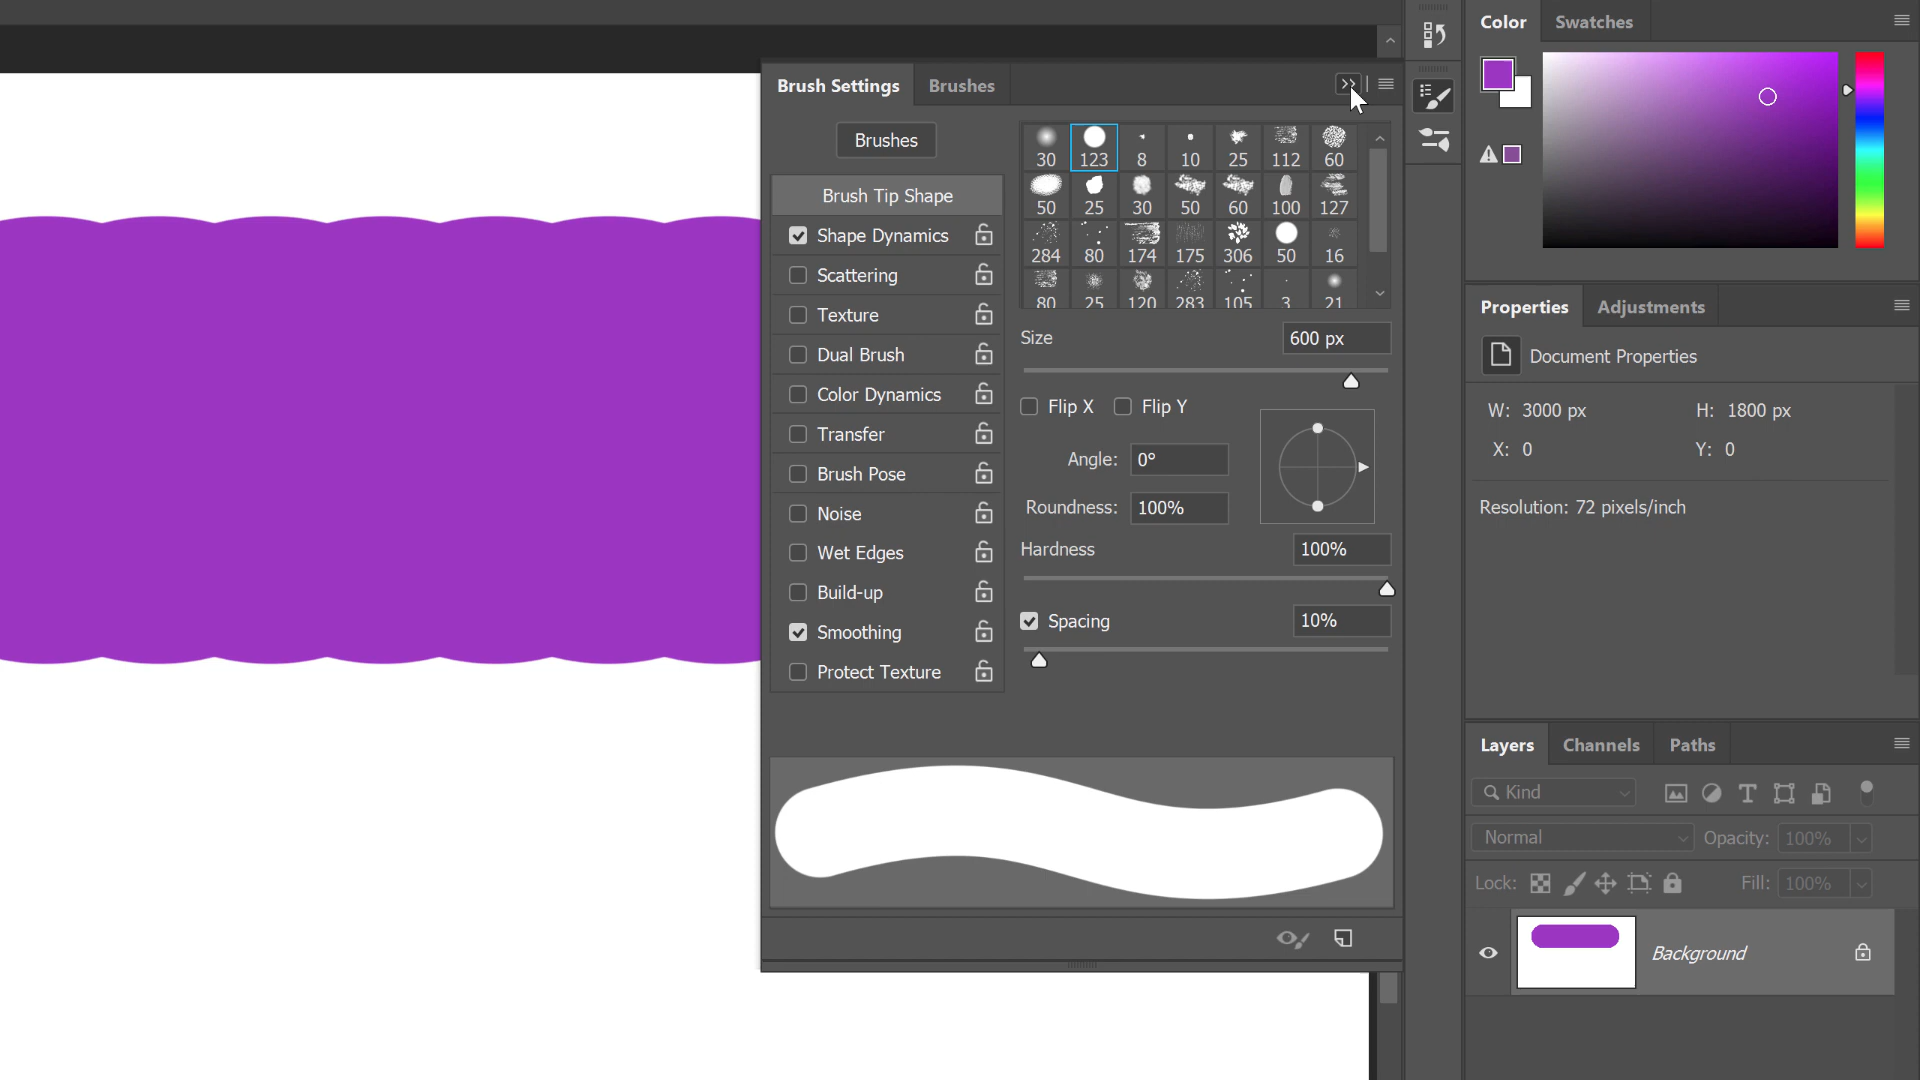 Color Swatches
Brush Settings Brushes
Brushes
Brush Tip Shape
Shape Dynamics
Scattering
Texture
Dual Brush
Color Dynamics
Transfer
Brush Pose
Noise
Wet Edges
Build-up
Smoothing
Protect Texture
30 123 8 10 25 112 60
50 25 30 50 60 100 127
284 80 174 175 306 50 16
80 25 120 283 105 3 21
Size 600 px
Flip X Flip Y
Angle: 0°
Roundness: 100%
Hardness 100%
Spacing 10%
Properties Adjustments
Document Properties
W: 3000 px H: 1800 px
X: 0 Y: 0
Resolution: 72 pixels/inch
Layers Channels Paths
Kind
Normal Opacity: 100%
Lock: Fill: 100%
Background